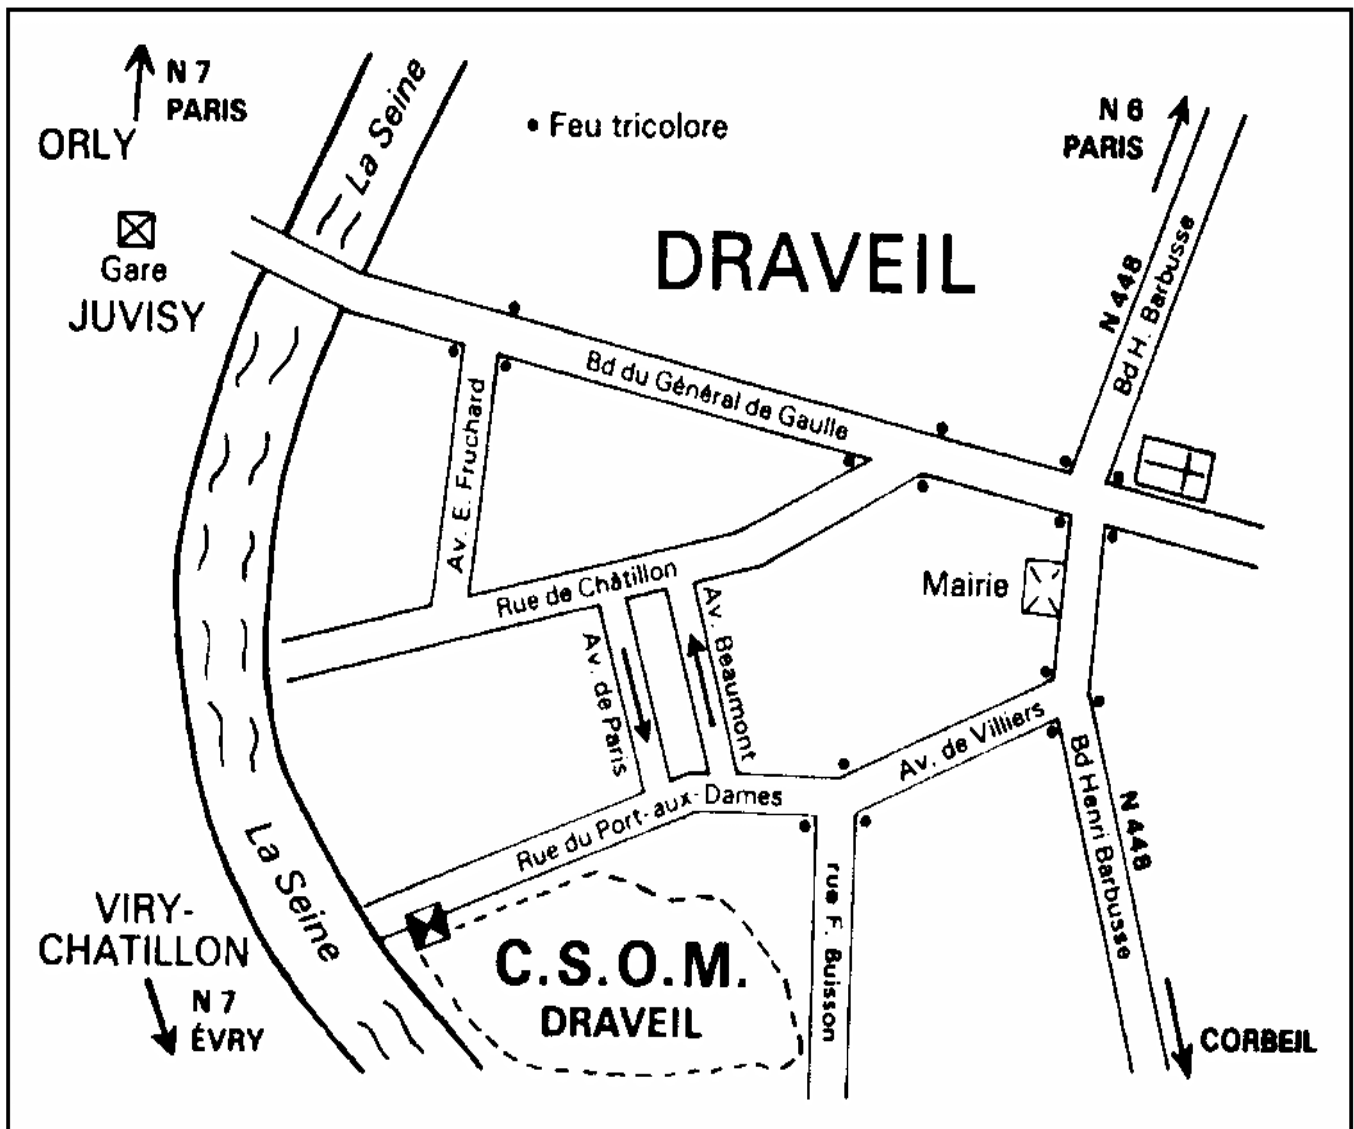 N 7
PARIS
ORLY
La Seine
• Feu tricolore
N 6
PARIS
DRAVEIL
Gare
JUVISY
N 448
Bd H. Barbusse
Bd du Général de Gaulle
Av. E. Fruchard
Rue de Châtillon
Mairie
Av. de Paris
Av. Beaumont
Av. de Villiers
Rue du Port-aux-Dames
Bd Henri Barbusse
N 448
La Seine
rue F. Buisson
VIRY-
CHATILLON
N 7
ÉVRY
C.S.O.M.
DRAVEIL
CORBEIL